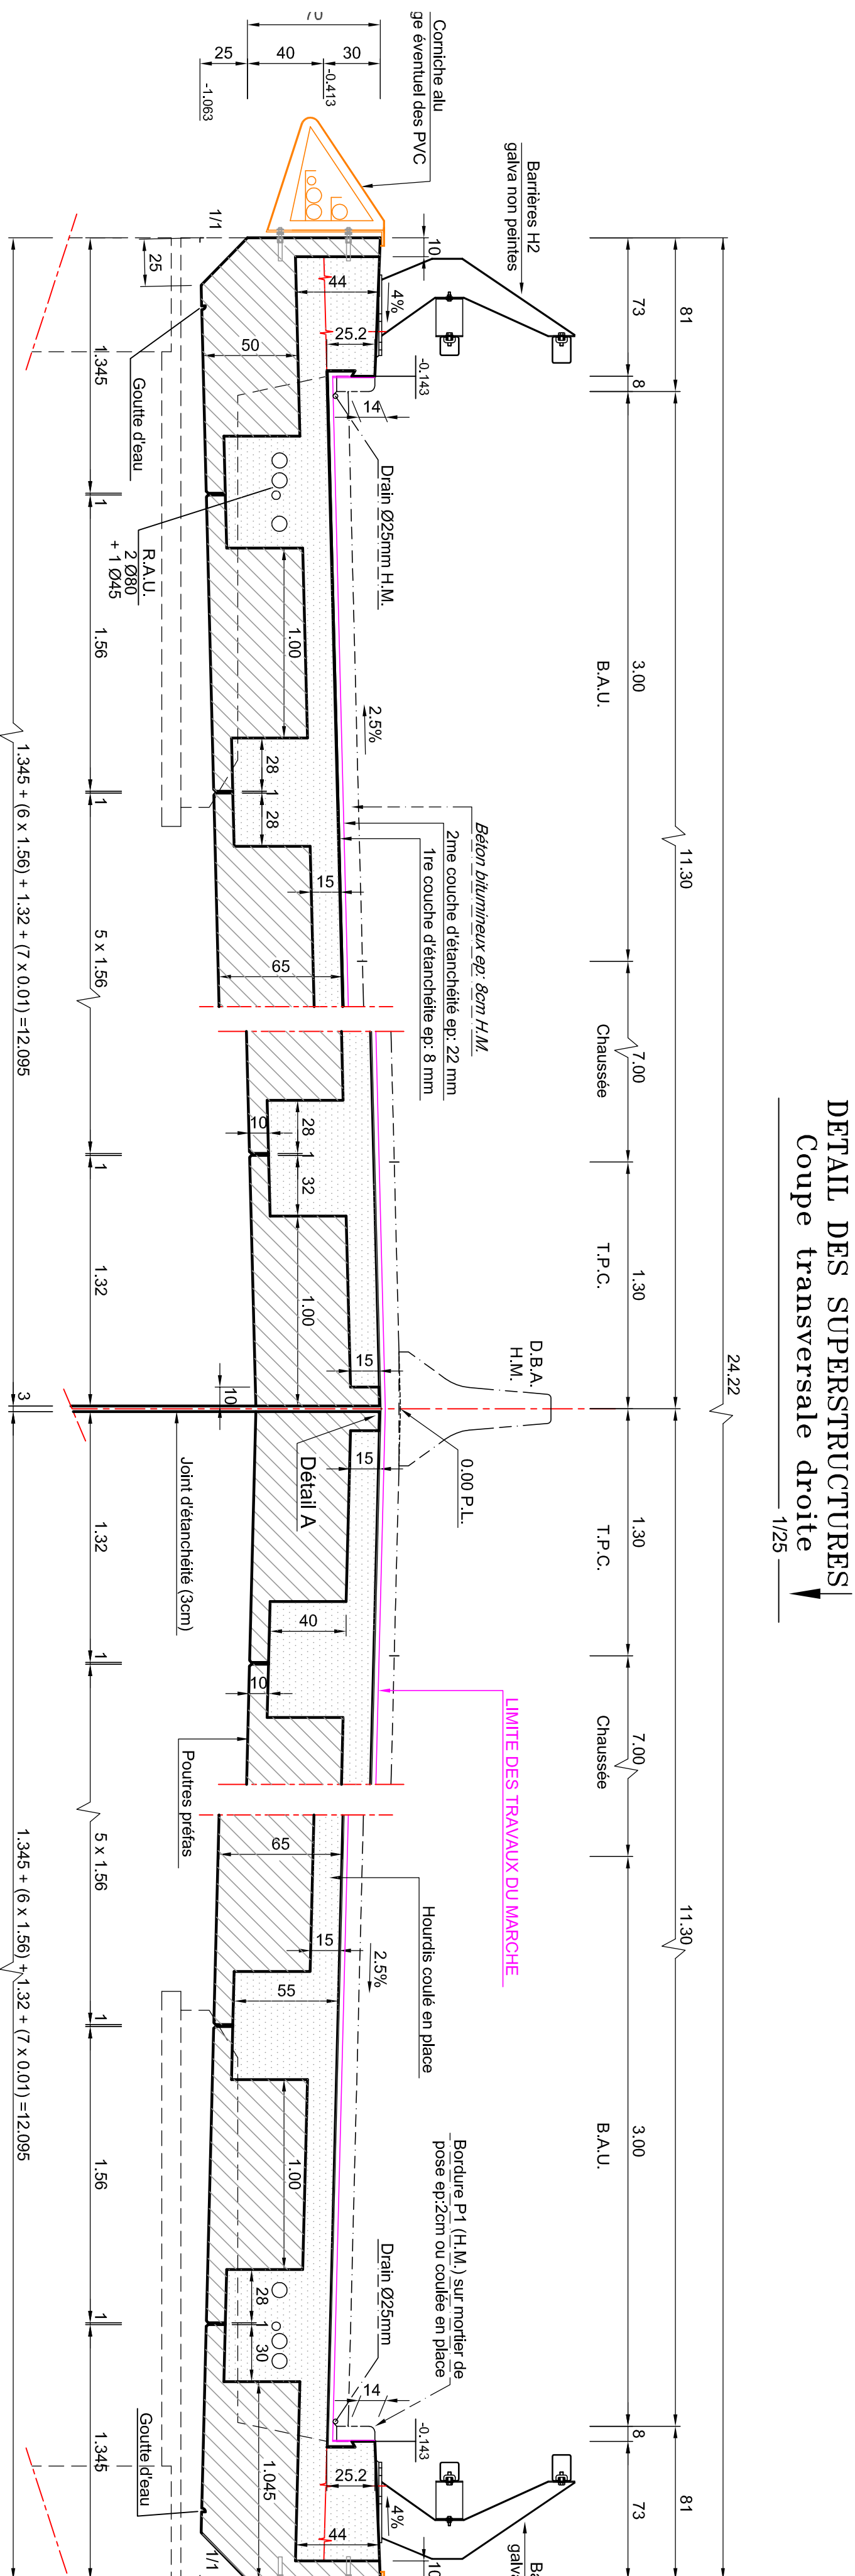 DETAIL DES SUPERSTRUCTURES
Coupe transversale droite
1/25
24.22
81
11.30
11.30
81
73
8
3.00
7.00
1.30
1.30
7.00
3.00
8
73
B.A.U.
Chaussée
T.P.C.
T.P.C.
Chaussée
B.A.U.
Barrières H2
galva non peintes
Corniche alu
ge éventuel des PVC
70
25
40
30
-0.413
-1.063
10
4%
44
25.2
-0.143
14
Drain Ø25mm H.M.
2.5%
Béton bitumineux ep: 8cm H.M.
2me couche d'étanchéité ep: 22 mm
1re couche d'étanchéite ep: 8 mm
D.B.A.
H.M.
0.00 P.L.
LIMITE DES TRAVAUX DU MARCHE
Hourdis coulé en place
2.5%
Bordure P1 (H.M.) sur mortier de
pose ep:2cm ou coulée en place
Drain Ø25mm
14
-0.143
25.2
4%
44
10
Ba
galv
1/1
25
50
Goutte d'eau
R.A.U.
2 Ø80
+ 1 Ø45
1.00
28
1
28
15
65
10
28
1
32
1.00
15
10
15
Détail A
Joint d'étanchéité (3cm)
40
10
Poutres préfas
65
15
55
1.00
28
1
30
1.045
Goutte d'eau
1/1
1.345
1
1.56
1
5 x 1.56
1
1.32
1.32
1
5 x 1.56
1
1.56
1
1.345
1.345 + (6 x 1.56) + 1.32 + (7 x 0.01) =12.095
3
1.345 + (6 x 1.56) + 1.32 + (7 x 0.01) =12.095